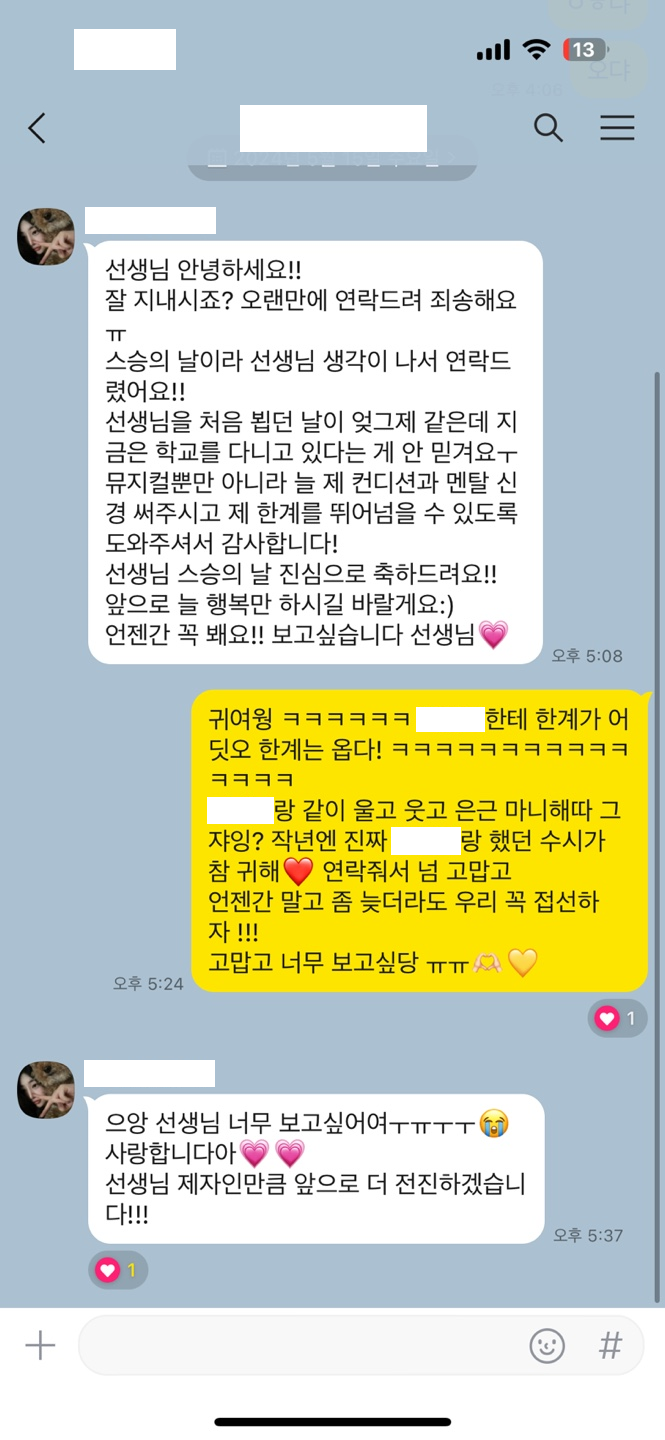 13
오댜
오후 4:06
선생님 안녕하세요!!
잘 지내시죠? 오랜만에 연락드려 죄송해요
ㅠ
스승의 날이라 선생님 생각이 나서 연락드
렸어요!!
선생님을 처음 뵙던 날이 엊그제 같은데 지
금은 학교를 다니고 있다는 게 안 믿겨요ㅜ
뮤지컬뿐만 아니라 늘 제 컨디션과 멘탈 신
경 써주시고 제 한계를 뛰어넘을 수 있도록
도와주셔서 감사합니다!
선생님 스승의 날 진심으로 축하드려요!!
앞으로 늘 행복만 하시길 바랄게요:)
언젠간 꼭 봬요!! 보고싶습니다 선생님💗
오후 5:08
귀여웡 ㅋㅋㅋㅋㅋㅋ 한테 한계가 어
딧오 한계는 옵다! ㅋㅋㅋㅋㅋㅋㅋㅋㅋㅋㅋ
ㅋㅋㅋㅋ
랑 같이 울고 웃고 은근 마니해따 그
쟈잉? 작년엔 진짜 랑 했던 수시가
참 귀해❤️ 연락줘서 넘 고맙고
언젠간 말고 좀 늦더라도 우리 꼭 접선하
자 !!!
고맙고 너무 보고싶당 ㅠㅠ🫶🏻💛
오후 5:24
1
으앙 선생님 너무 보고싶어여ㅜㅠㅜㅜ😭
사랑합니다아💗💗
선생님 제자인만큼 앞으로 더 전진하겠습니
다!!!
오후 5:37
1
#